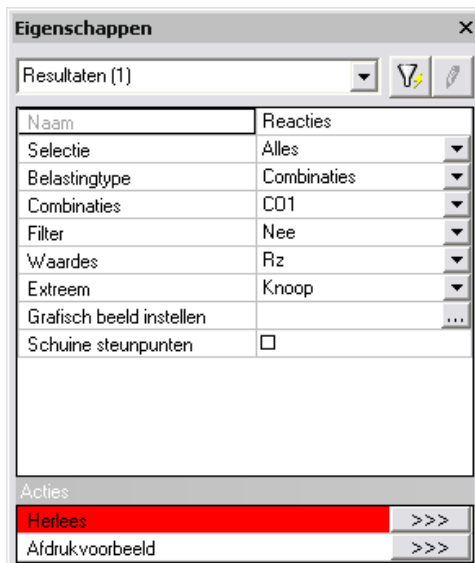 Eigenschappen
Resultaten (1)
Naam Reacties
Selectie Alles
Belastingtype Combinaties
Combinaties CO1
Filter Nee
Waardes Rz
Extreem Knoop
Grafisch beeld instellen ...
Schuine steunpunten
Acties
Herlees >>>
Afdrukvoorbeeld >>>